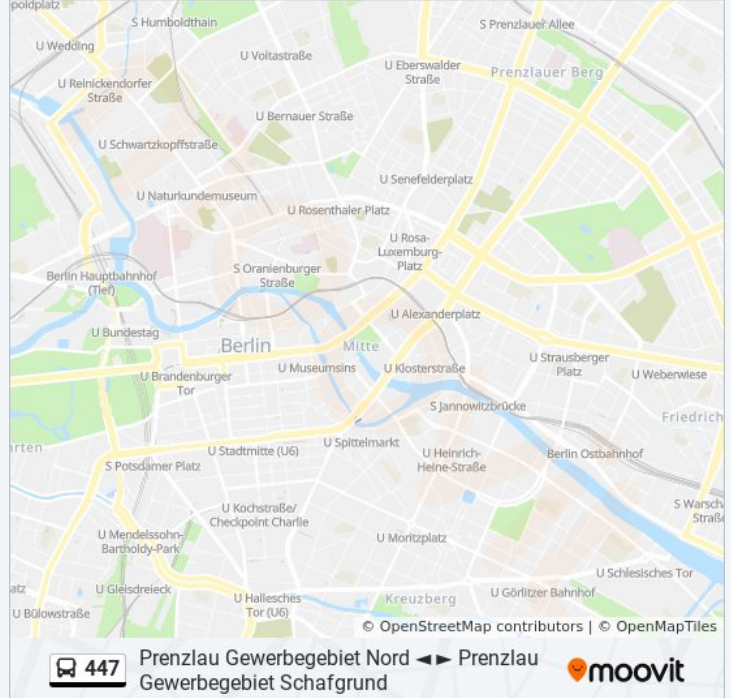 poldplatz
S Humboldthain
S Prenzlauer Allee
U Wedding
U Voltastraße
U Eberswalder
Straße
Prenzlauer Berg
U Reinickendorfer
Straße
U Bernauer Straße
U Schwartzkopffstraße
U Senefelderplatz
U Naturkundemuseum
U Rosenthaler Platz
U Rosa-
Luxemburg-
Platz
Berlin Hauptbahnhof
(Tief)
S Oranienburger
Straße
U Alexanderplatz
U Bundestag
Berlin
Mitte
U Museumsins
U Klosterstraße
U Strausberger
Platz
U Weberwiese
U Brandenburger
Tor
S Jannowitzbrücke
Friedrich
rten
U Stadtmitte (U6)
U Spittelmarkt
U Heinrich-
Heine-Straße
Berlin Ostbahnhof
S Potsdamer Platz
S Warsch
Straße
U Kochstraße/
Checkpoint Charlie
U Mendelssohn-
Bartholdy-Park
U Moritzplatz
U Schlesisches Tor
atz
U Gleisdreieck
U Hallesches
Tor (U6)
Kreuzberg
U Görlitzer Bahnhof
U Bülowstraße
© OpenStreetMap contributors | © OpenMapTiles
447
Prenzlau Gewerbegebiet Nord ◄ ► Prenzlau
Gewerbegebiet Schafgrund
moovit